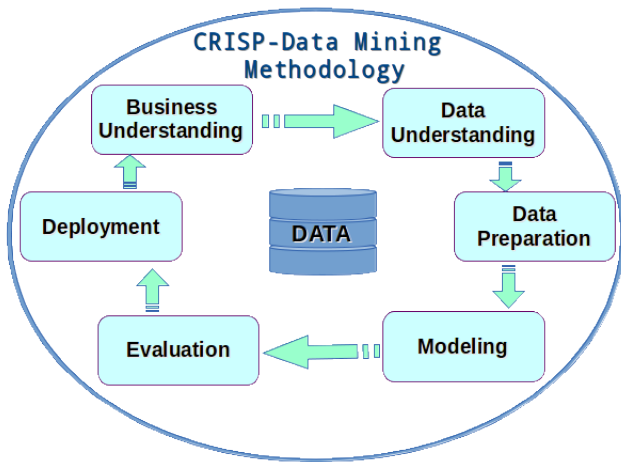 CRISP-Data Mining
Methodology
Business
Understanding
Data
Understanding
Deployment
DATA
Data
Preparation
Evaluation
Modeling